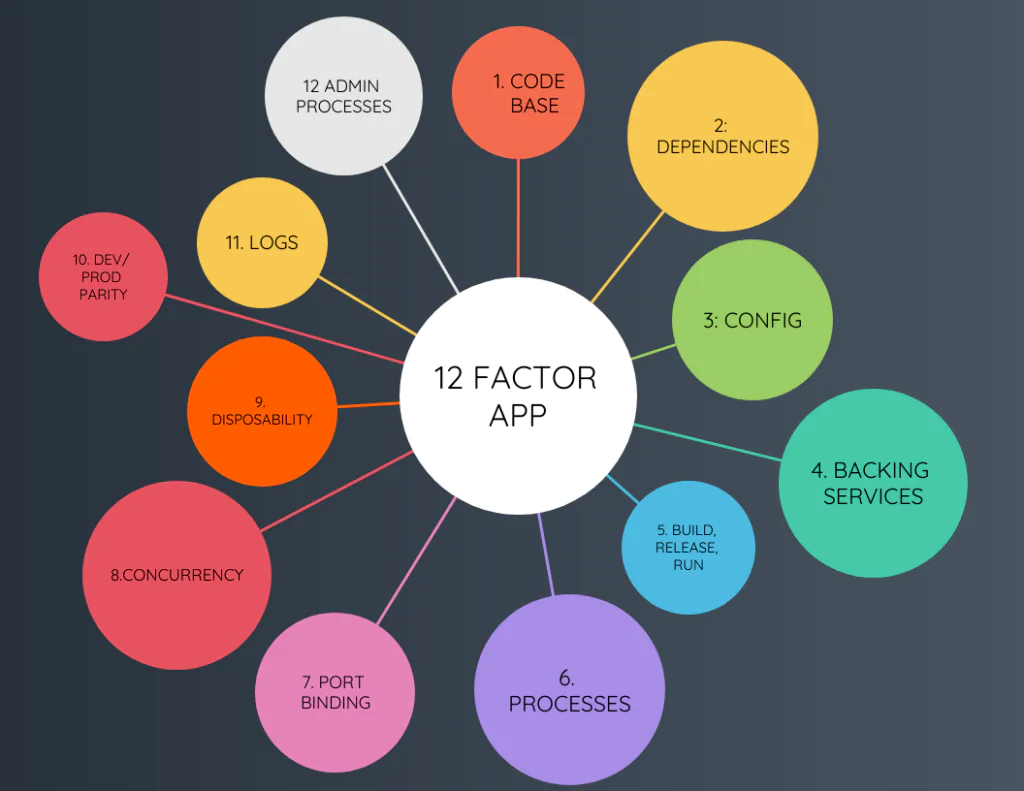 12 FACTOR
APP
1. CODE
BASE
2:
DEPENDENCIES
3: CONFIG
4. BACKING
SERVICES
5. BUILD,
RELEASE,
RUN
6.
PROCESSES
7. PORT
BINDING
8.CONCURRENCY
9.
DISPOSABILITY
10. DEV/
PROD
PARITY
11. LOGS
12 ADMIN
PROCESSES